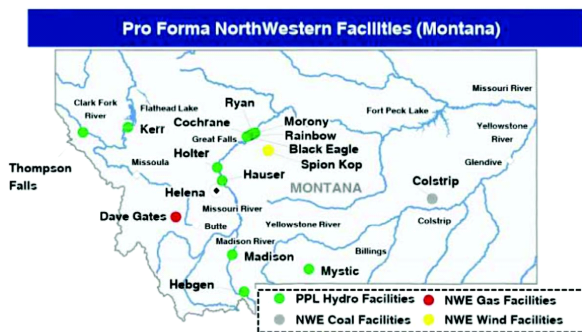 Pro Forma NorthWestern Facilities (Montana)
Missouri River
Clark Fork
River
Flathead Lake
Ryan
Fort Peck Lake
Kerr
Cochrane
Morony
Great Falls
Rainbow
Yellowstone
River
Black Eagle
Missoula
Holter
Spion Kop
Glendive
Thompson
Falls
Hauser
MONTANA
Colstrip
Helena
Dave Gates
Missouri River
Colstrip
Butte
Yellowstone River
Madison River
Billings
Madison
Mystic
Hebgen
PPL Hydro Facilities
NWE Gas Facilities
NWE Coal Facilities
NWE Wind Facilities